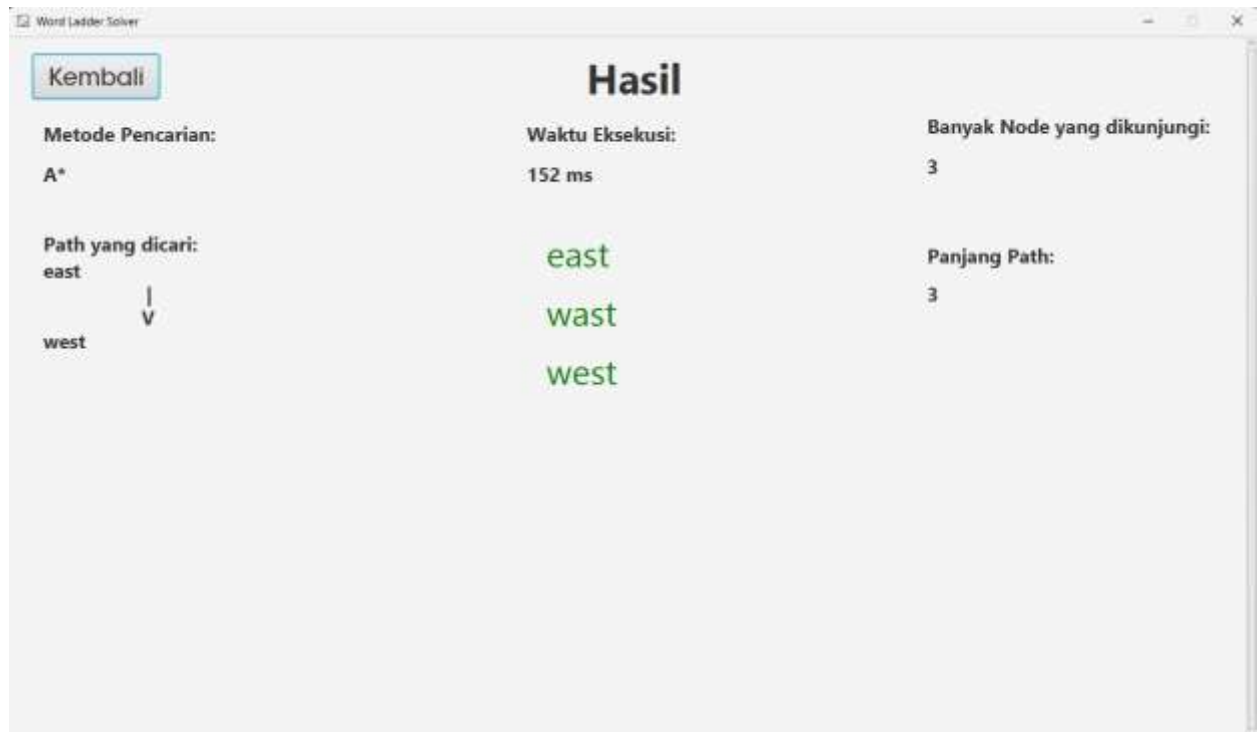 Word Ladder Solver
Kembali
Hasil
Metode Pencarian:
A*
Waktu Eksekusi:
152 ms
Banyak Node yang dikunjungi:
3
Path yang dicari:
east
|
v
west
east
wast
west
Panjang Path:
3